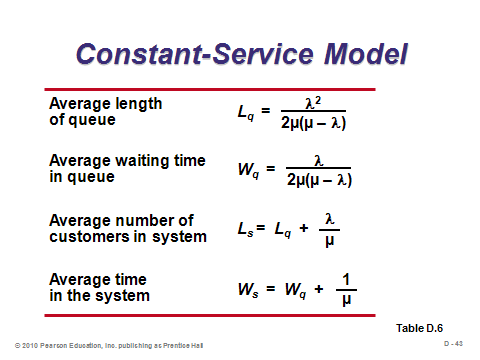 Constant-Service Model
Average length
of queue
Lq = λ²
2µ(µ – λ)
Average waiting time
in queue
Wq = λ
2µ(µ – λ)
Average number of
customers in system
Ls = Lq + λ
µ
Average time
in the system
Ws = Wq + 1
µ
Table D.6
© 2010 Pearson Education, Inc. publishing as Prentice Hall
D - 43